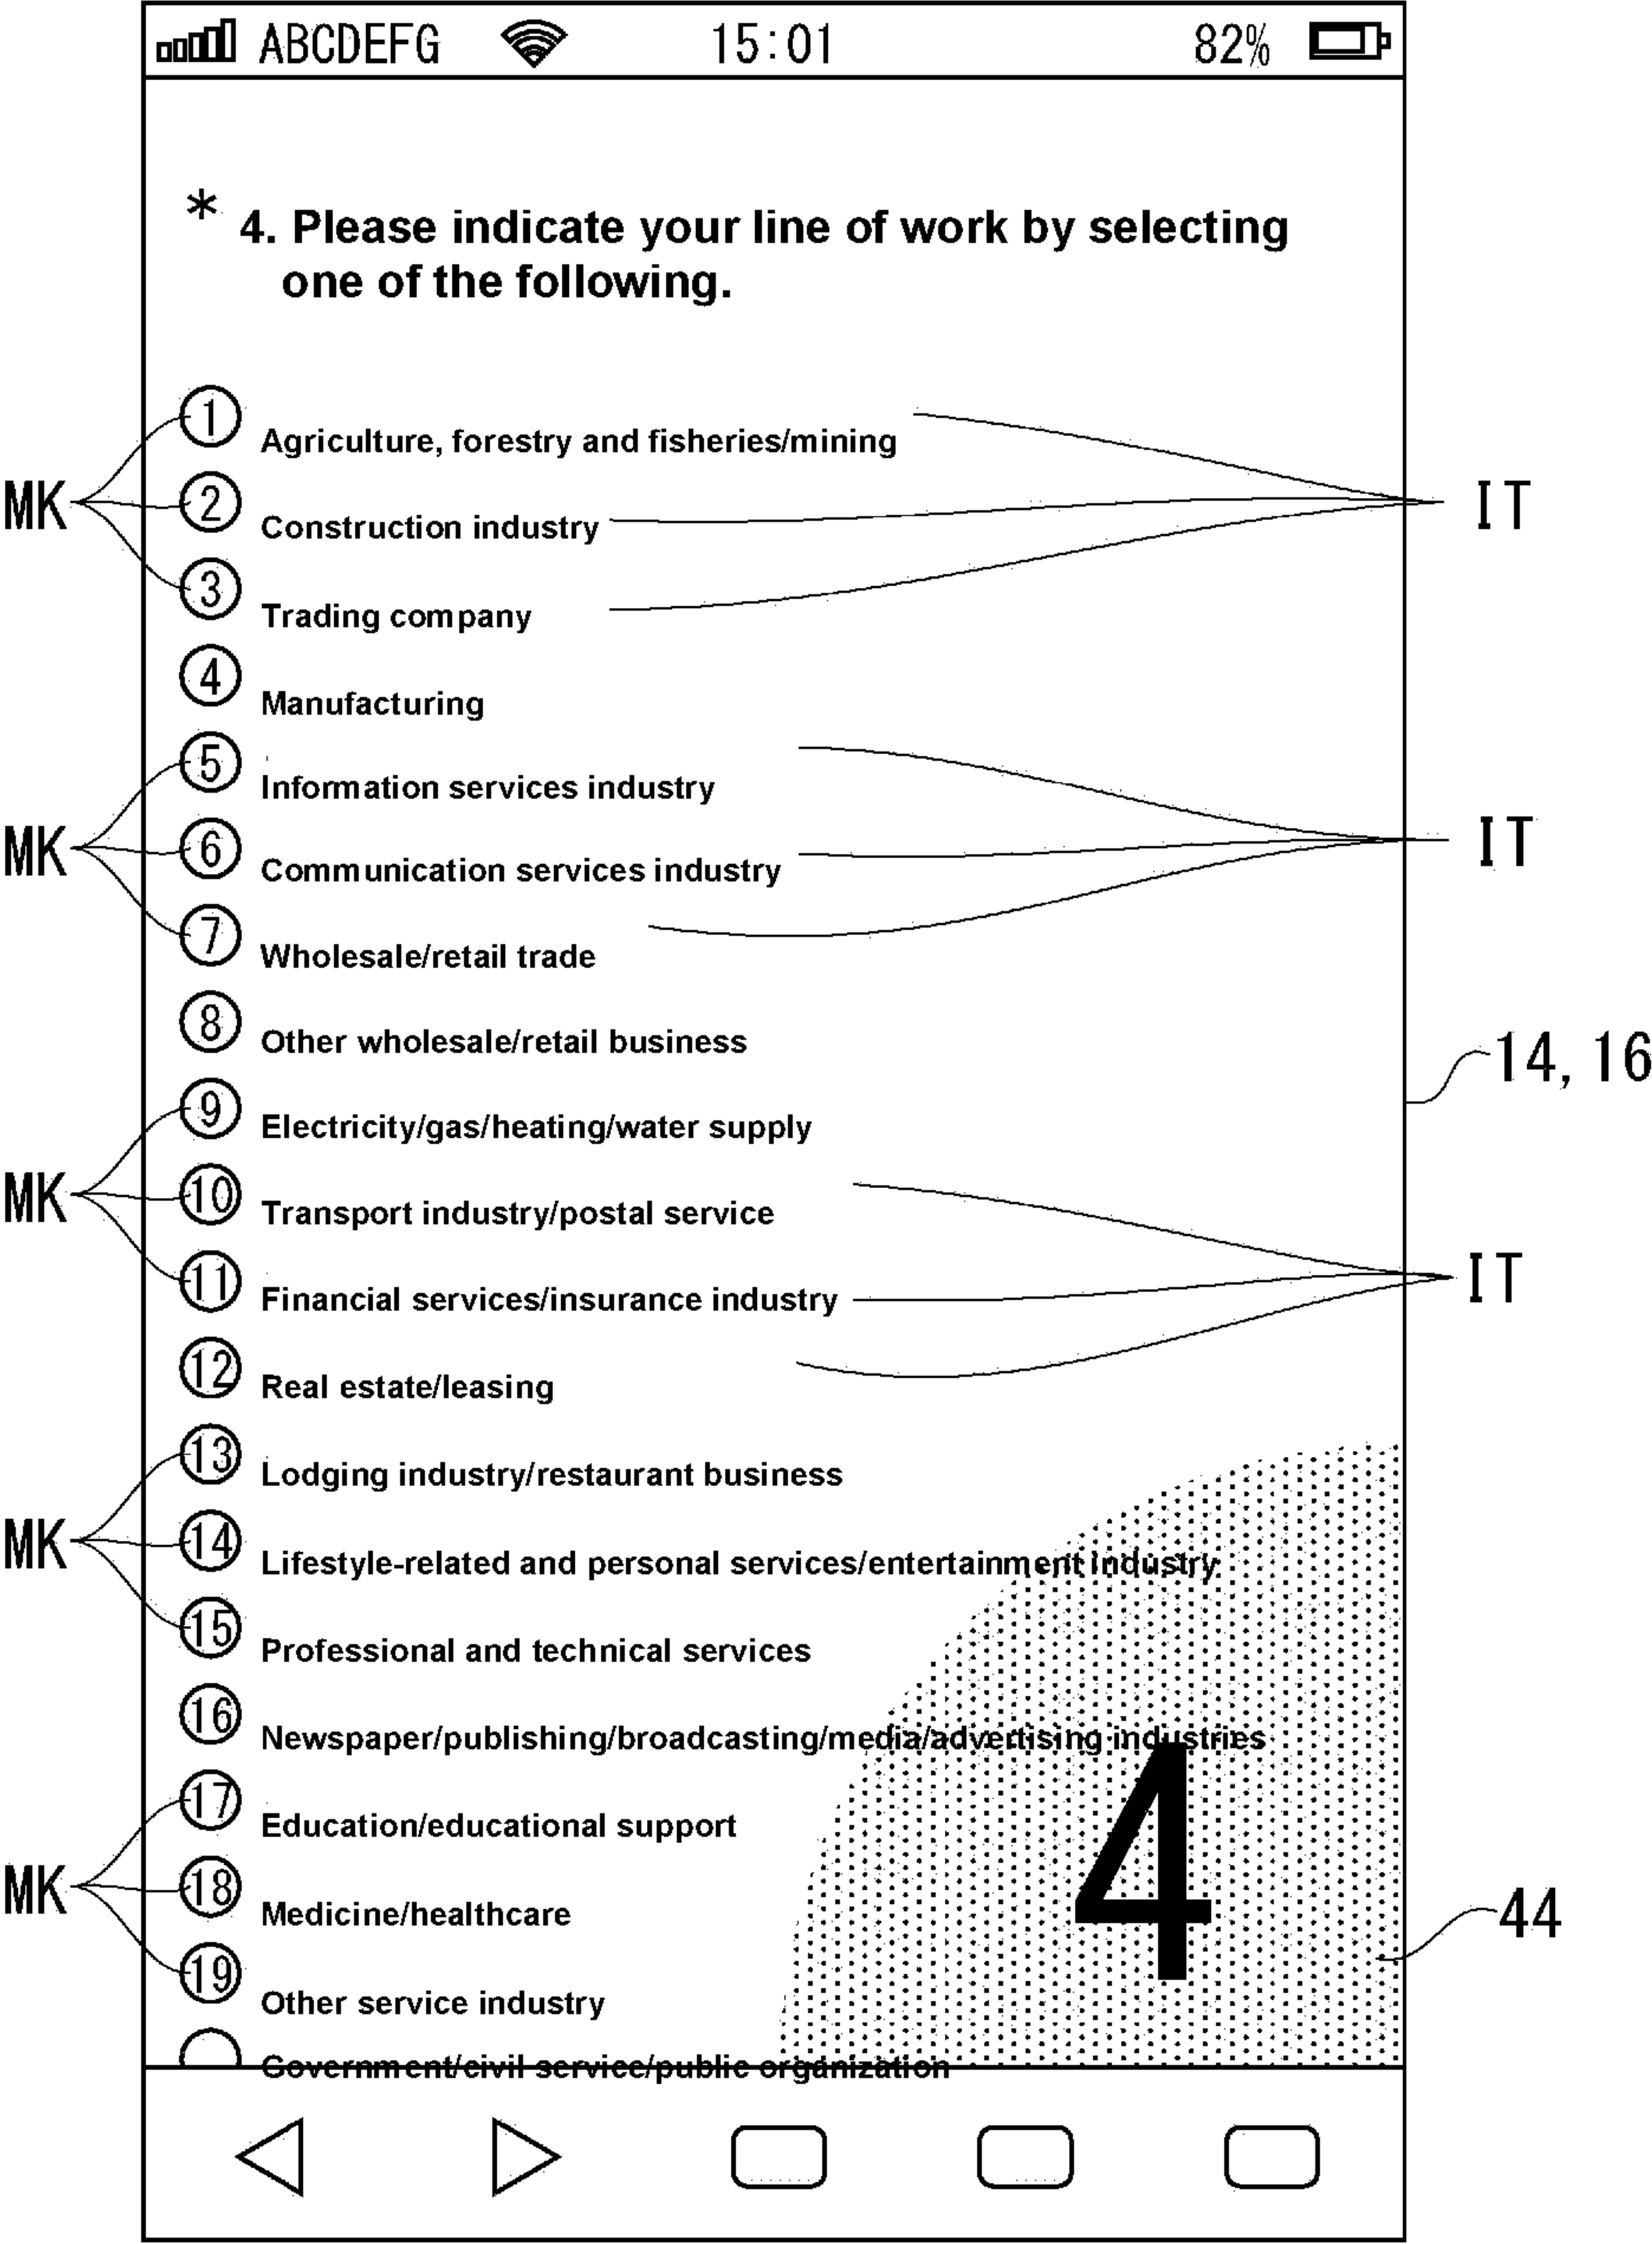 ABCDEFG 15:01 82%
* 4. Please indicate your line of work by selecting
one of the following.
1 Agriculture, forestry and fisheries/mining
MK 2 Construction industry IT
3 Trading company
4 Manufacturing
5 Information services industry
MK 6 Communication services industry IT
7 Wholesale/retail trade
8 Other wholesale/retail business
14, 16
9 Electricity/gas/heating/water supply
MK 10 Transport industry/postal service
11 Financial services/insurance industry IT
12 Real estate/leasing
13 Lodging industry/restaurant business
MK 14 Lifestyle-related and personal services/entertainment industry
15 Professional and technical services
16 Newspaper/publishing/broadcasting/media/advertising industries
17 Education/educational support
4
MK 18 Medicine/healthcare
44
19 Other service industry
Government/civil service/public organization